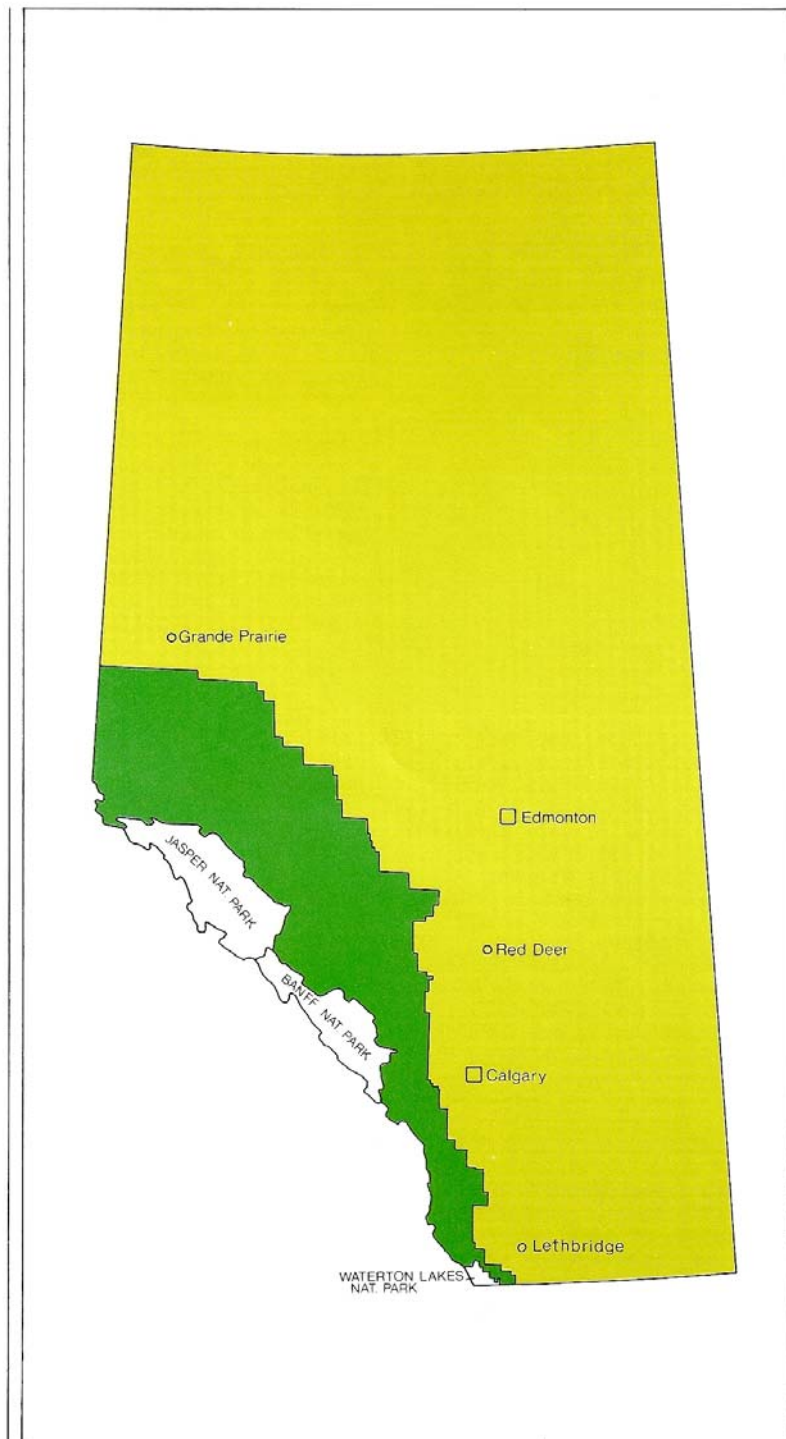 Grande Prairie
Edmonton
JASPER NAT. PARK
Red Deer
BANFF NAT. PARK
Calgary
Lethbridge
WATERTON LAKES
NAT. PARK